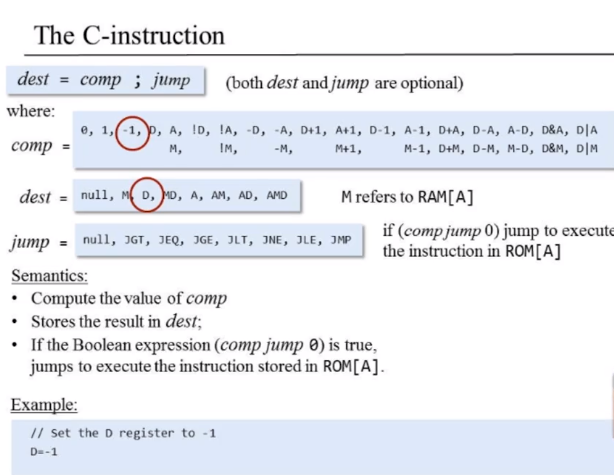 The C-instruction
dest = comp ; jump (both dest and jump are optional)
where:
comp = 0, 1, -1, D, A, !D, !A, -D, -A, D+1, A+1, D-1, A-1, D+A, D-A, A-D, D&A, D|A
M, !M, -M, M+1, M-1, D+M, D-M, M-D, D&M, D|M
dest = null, M, D, MD, A, AM, AD, AMD M refers to RAM[A]
jump = null, JGT, JEQ, JGE, JLT, JNE, JLE, JMP if (comp jump 0) jump to execute
the instruction in ROM[A]
Semantics:
• Compute the value of comp
• Stores the result in dest;
• If the Boolean expression (comp jump 0) is true,
jumps to execute the instruction stored in ROM[A].
Example:
// Set the D register to -1
D=-1